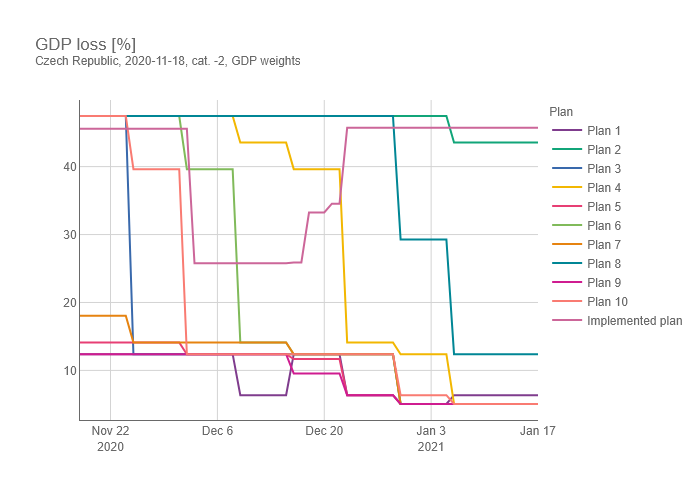 GDP loss [%]
Czech Republic, 2020-11-18, cat. -2, GDP weights
Plan
Plan 1
Plan 2
Plan 3
Plan 4
Plan 5
Plan 6
Plan 7
Plan 8
Plan 9
Plan 10
Implemented plan
40
30
20
10
Nov 22 Dec 6 Dec 20 Jan 3 Jan 17
2020 2021